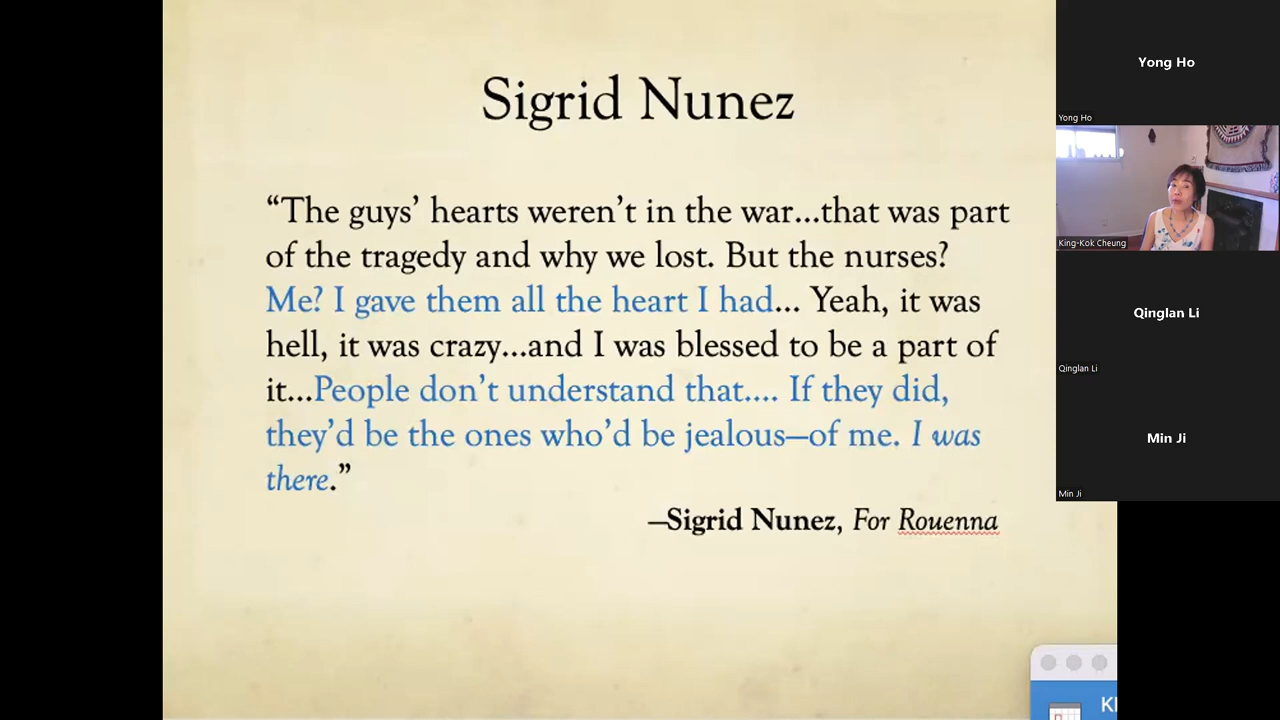 Sigrid Nunez
“The guys’ hearts weren’t in the war...that was part
of the tragedy and why we lost. But the nurses?
Me? I gave them all the heart I had... Yeah, it was
hell, it was crazy...and I was blessed to be a part of
it...People don’t understand that.... If they did,
they’d be the ones who’d be jealous—of me. I was
there.”
—Sigrid Nunez, For Rouenna
Yong Ho
Yong Ho
King-Kok Cheung
Qinglan Li
Qinglan Li
Min Ji
Min Ji